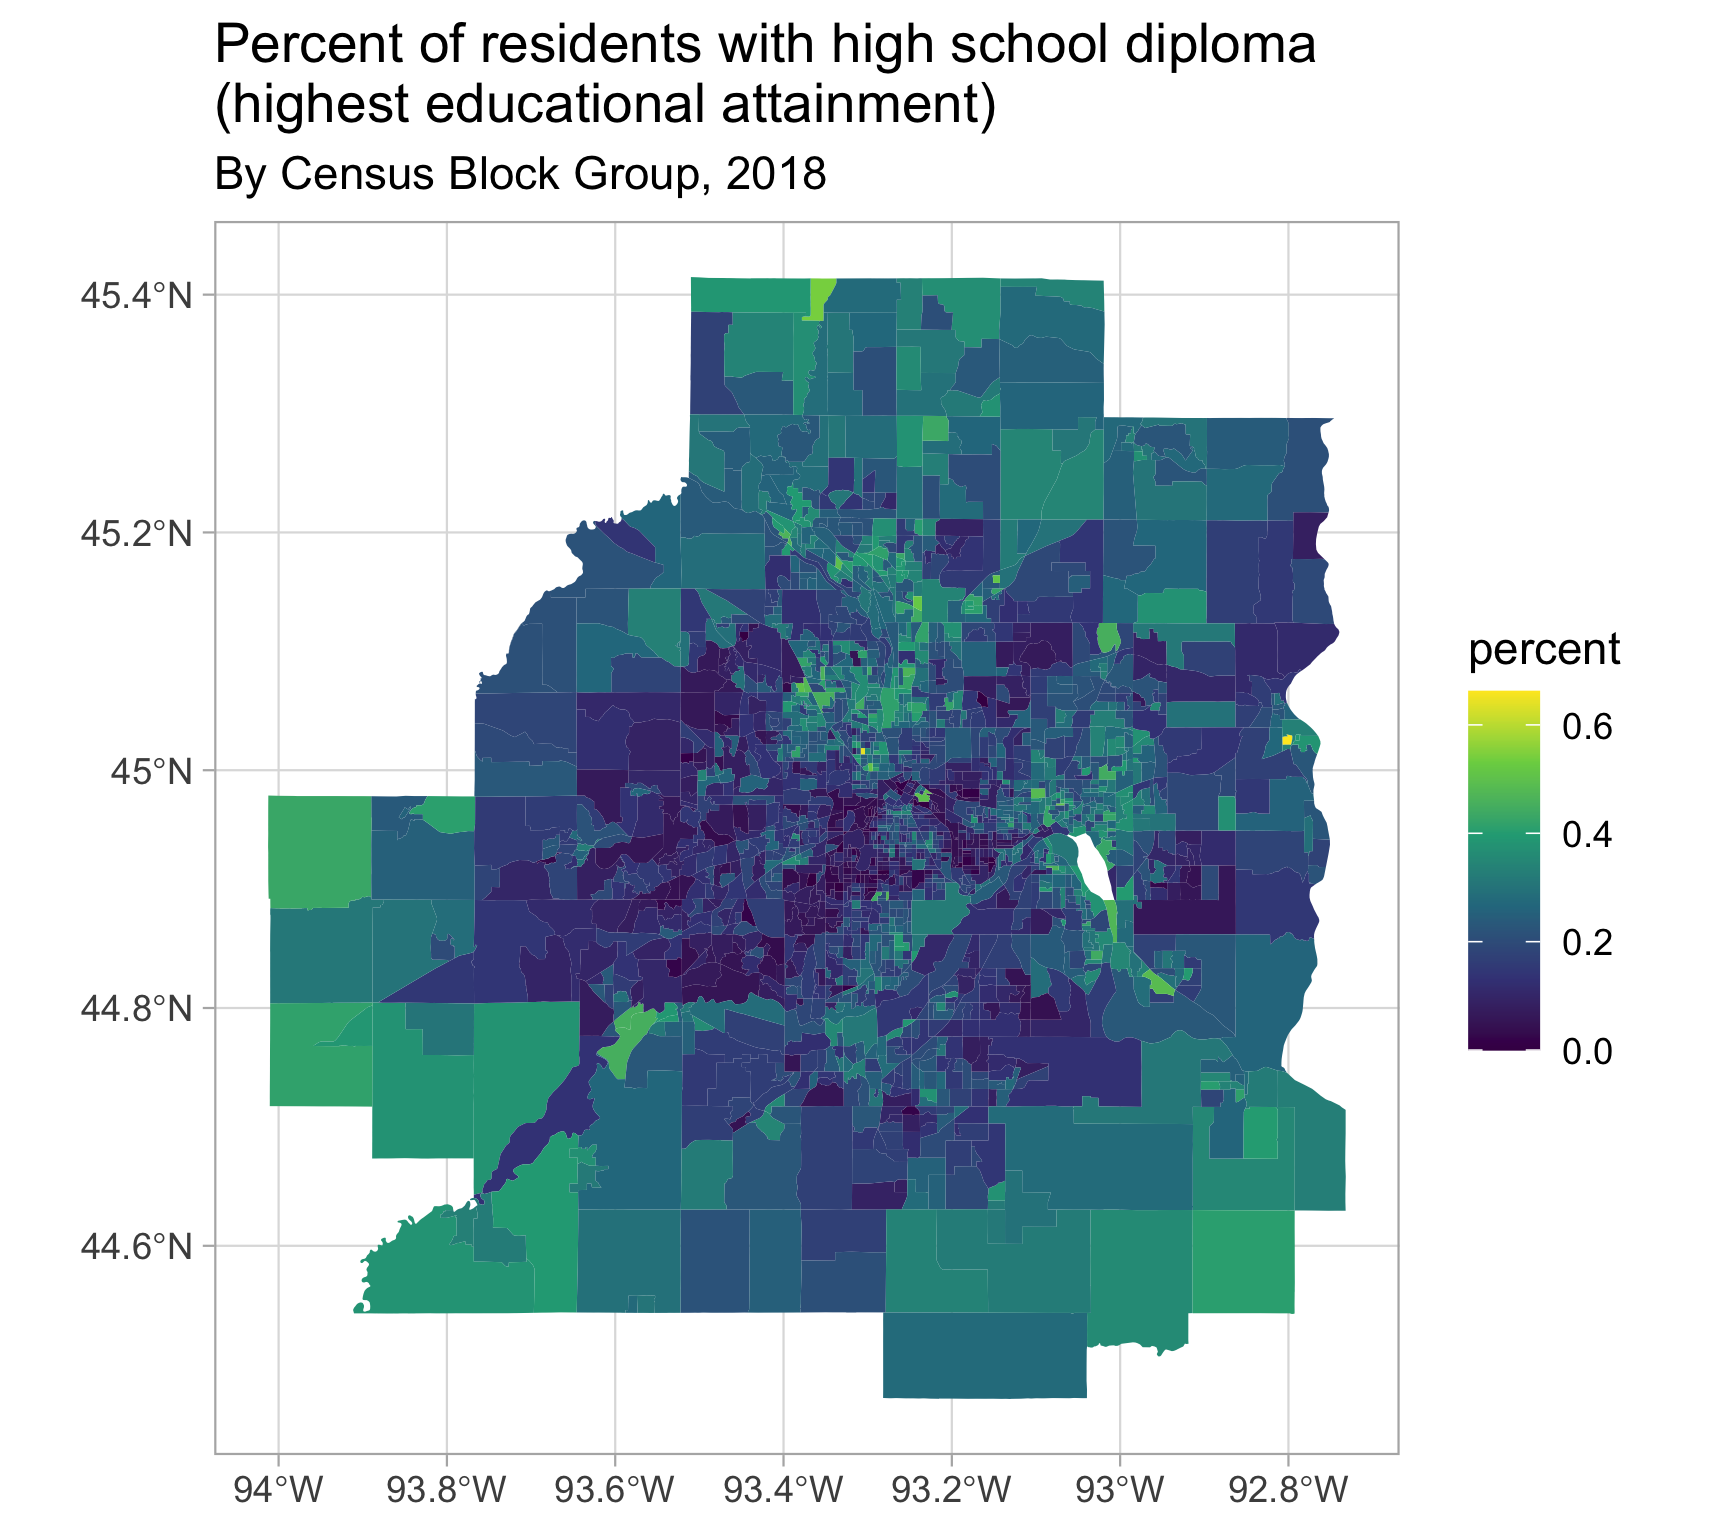 Percent of residents with high school diploma
(highest educational attainment)
By Census Block Group, 2018
45.4°N
45.2°N
45°N
44.8°N
44.6°N
94°W 93.8°W 93.6°W 93.4°W 93.2°W 93°W 92.8°W
percent
0.6
0.4
0.2
0.0